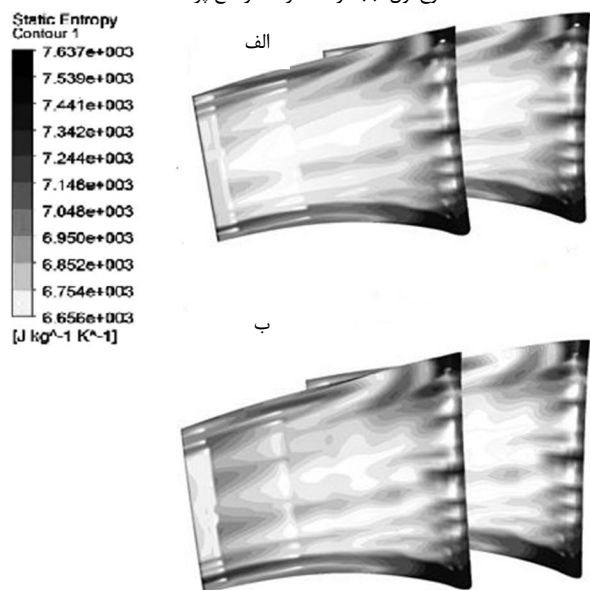 الف
Static Entropy
Contour 1
7.637e+003
7.539e+003
7.441e+003
7.342e+003
7.244e+003
7.146e+003
7.048e+003
6.950e+003
6.852e+003
6.754e+003
6.656e+003
[J kg^-1 K^-1]
ب